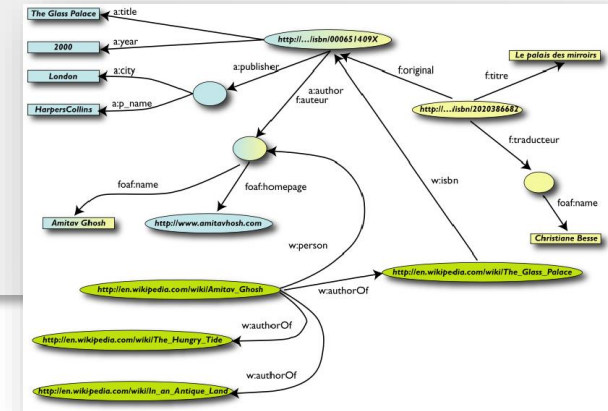 The Glass Palace
a:title
http://...isbn/000651409X
2000
a:year
Le palais des mirroirs
London
a:city
a:publisher
f:original
f:titre
HarpersCollins
a:p_name
a:author
f:auteur
http://...iisbn/2020386682
f:traducteur
w:isbn
foaf:name
foaf:homepage
foaf:name
Amitav Ghosh
http://www.amitavhosh.com
Christiane Besse
w:person
http://en.wikipedia.com/wiki/The_Glass_Palace
http://en.wikipedia.com/wiki/Amitav_Ghosh
w:authorOf
w:authorOf
http://en.wikipedia.com/wiki/The_Hungry_Tide
w:authorOf
http://en.wikipedia.com/wiki/In_an_Antique_Land